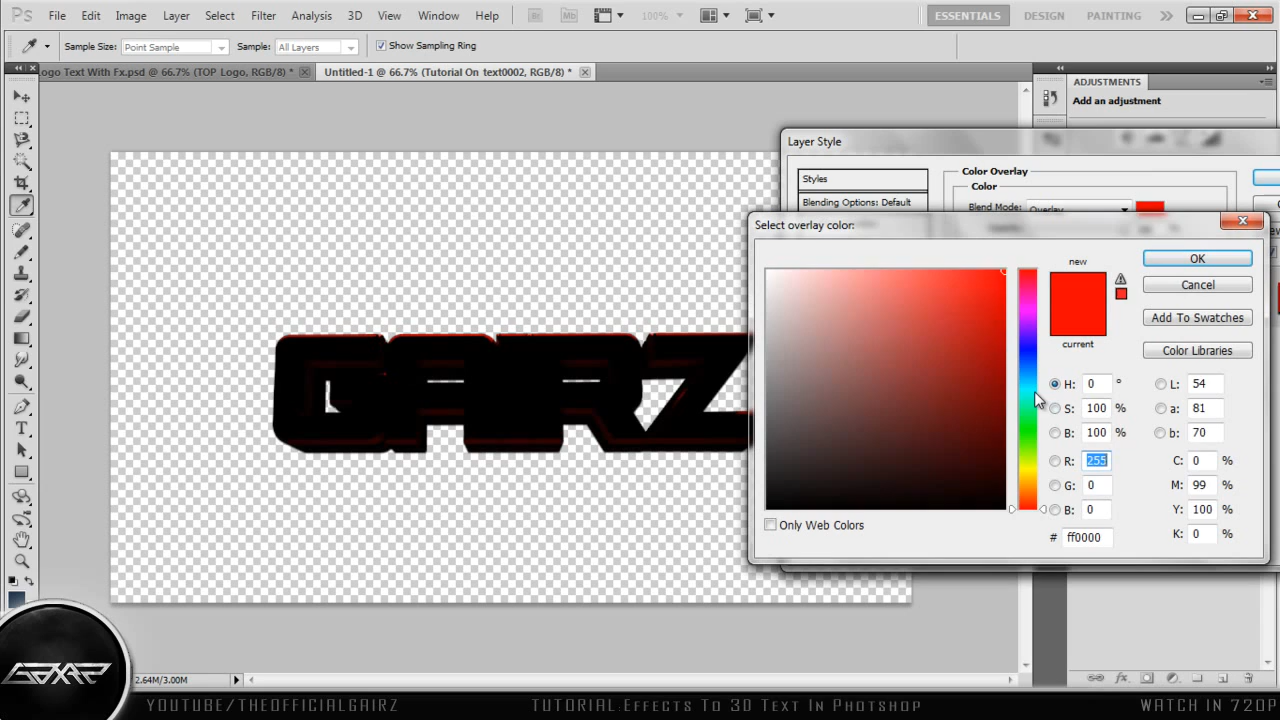 Ps File Edit Image Layer Select Filter Analysis 3D View Window Help Br Mb 100% ESSENTIALS DESIGN PAINTING
Sample Size: Point Sample Sample: All Layers Show Sampling Ring
ogo Text With Fx.psd @ 66.7% (TOP Logo, RGB/8) * Untitled-1 @ 66.7% (Tutorial On text0002, RGB/8) *
ADJUSTMENTS
Add an adjustment
Layer Style
Styles
Blending Options: Default
Color Overlay
Color
Blend Mode: Overlay
Select overlay color:
new
current
OK
Cancel
Add To Swatches
Color Libraries
H: 0 ° L: 54
S: 100 % a: 81
B: 100 % b: 70
R: 255 C: 0 %
G: 0 M: 99 %
B: 0 Y: 100 %
# ff0000 K: 0 %
Only Web Colors
GARZ
2.64M/3.00M
YOUTUBE/THEOFFICIALGAIRZ TUTORIAL:Effects To 3D Text In Photshop WATCH IN 720P